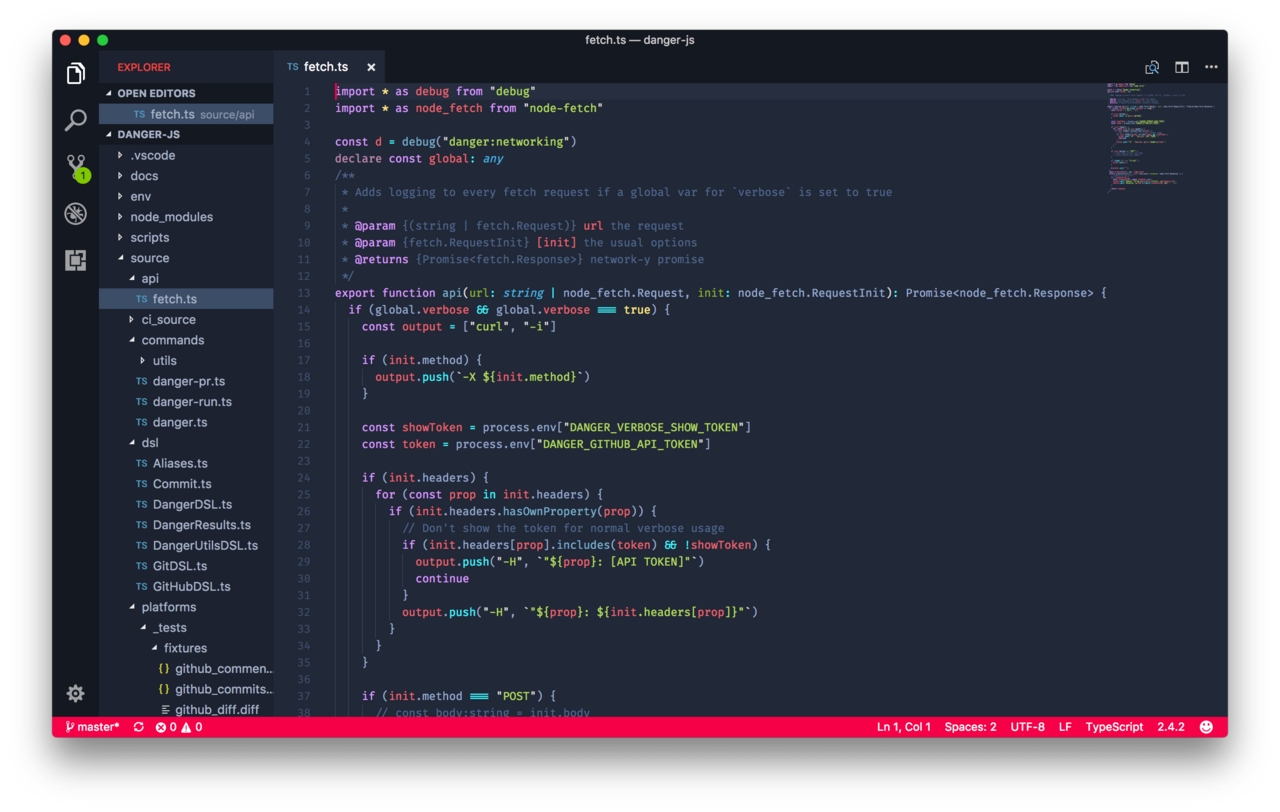 fetch.ts — danger-js
EXPLORER
OPEN EDITORS
TS fetch.ts source/api
DANGER-JS
.vscode
docs
env
node_modules
scripts
source
api
TS fetch.ts
ci_source
commands
utils
TS danger-pr.ts
TS danger-run.ts
TS danger.ts
dsl
TS Aliases.ts
TS Commit.ts
TS DangerDSL.ts
TS DangerResults.ts
TS DangerUtilsDSL.ts
TS GitDSL.ts
TS GitHubDSL.ts
platforms
_tests
fixtures
{} github_commen...
{} github_commits...
github_diff.diff
1
TS fetch.ts ×
1 import * as debug from "debug"
2 import * as node_fetch from "node-fetch"
3
4 const d = debug("danger:networking")
5 declare const global: any
6 /**
7 * Adds logging to every fetch request if a global var for `verbose` is set to true
8 *
9 * @param {(string | fetch.Request)} url the request
10 * @param {fetch.RequestInit} [init] the usual options
11 * @returns {Promise<fetch.Response>} network-y promise
12 */
13 export function api(url: string | node_fetch.Request, init: node_fetch.RequestInit): Promise<node_fetch.Response> {
14 if (global.verbose && global.verbose === true) {
15 const output = ["curl", "-i"]
16
17 if (init.method) {
18 output.push(`-X ${init.method}`)
19 }
20
21 const showToken = process.env["DANGER_VERBOSE_SHOW_TOKEN"]
22 const token = process.env["DANGER_GITHUB_API_TOKEN"]
23
24 if (init.headers) {
25 for (const prop in init.headers) {
26 if (init.headers.hasOwnProperty(prop)) {
27 // Don't show the token for normal verbose usage
28 if (init.headers[prop].includes(token) && !showToken) {
29 output.push("-H", `"${prop}: [API TOKEN]"`)
30 continue
31 }
32 output.push("-H", `"${prop}: ${init.headers[prop]}"`)
33 }
34 }
35 }
36
37 if (init.method === "POST") {
38 // const body:string = init.body
master* 0 0
Ln 1, Col 1 Spaces: 2 UTF-8 LF TypeScript 2.4.2